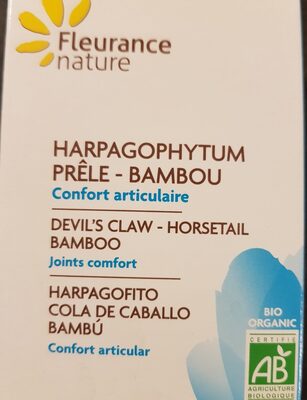 Fleurance
nature
HARPAGOPHYTUM
PRÊLE - BAMBOU
Confort articulaire
DEVIL'S CLAW - HORSETAIL
BAMBOO
Joints comfort
HARPAGOFITO
COLA DE CABALLO
BAMBÚ
Confort articular
BIO
ORGANIC
CERTIFIÉ
AB
AGRICULTURE
BIOLOGIQUE